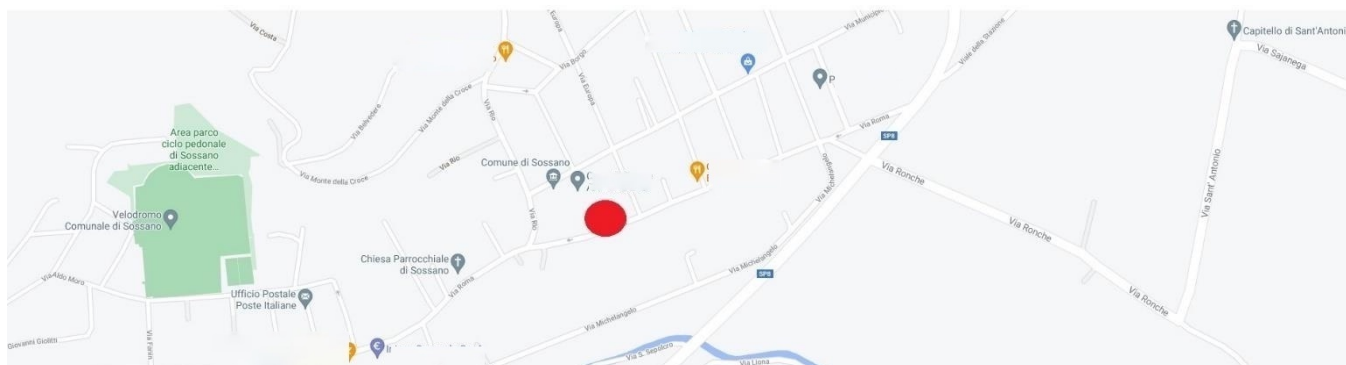 Via Costa
Via Europa
Via Municipio
Viale della Stazione
Capitello di Sant'Antoni
Via Sajanega
Via Borgo
Via Europa
P
Via Belvedere
Via Monte della Croce
Via Rio
Via Roma
SP8
Area parco
ciclo pedonale
di Sossano
adiacente...
Via Rio
Comune di Sossano
Via Monte della Croce
Via Michelangelo
Via Ronche
Via Sant' Antonio
Velodromo
Comunale di Sossano
Via Rio
Via Ronche
Chiesa Parrocchiale
di Sossano
Via Michelangelo
SP8
Via Aldo Moro
Via Roma
Ufficio Postale
Poste Italiane
Via Ronche
Via Michelangelo
Giovanni Giolitti
Via S. Sepolcro
Via Liona